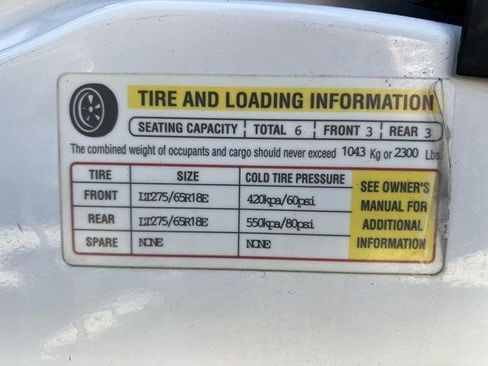 TIRE AND LOADING INFORMATION
SEATING CAPACITY TOTAL 6 FRONT 3 REAR 3
The combined weight of occupants and cargo should never exceed 1043 Kg or 2300 Lbs
TIRE SIZE COLD TIRE PRESSURE
FRONT LT275/65R18E 420kpa/60psi
REAR LT275/65R18E 550kpa/80psi
SPARE NONE NONE
SEE OWNER'S
MANUAL FOR
ADDITIONAL
INFORMATION